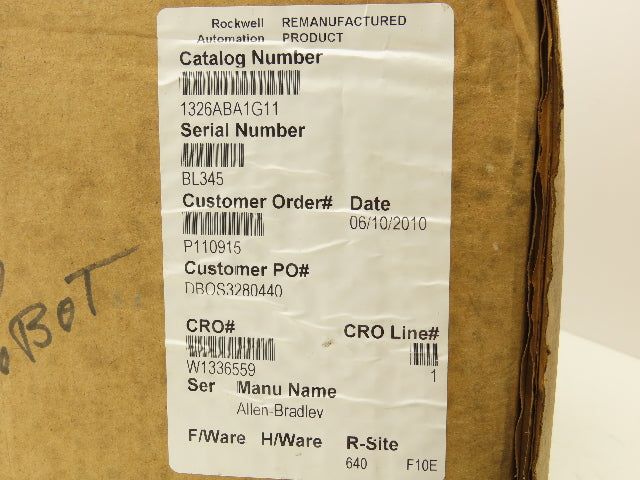 Rockwell REMANUFACTURED
Automation PRODUCT
Catalog Number
1326ABA1G11
Serial Number
BL345
Customer Order# Date
06/10/2010
P110915
Customer PO#
DBOS3280440
CRO# CRO Line#
W1336559 1
Ser Manu Name
Allen-Bradley
F/Ware H/Ware R-Site
640 F10E